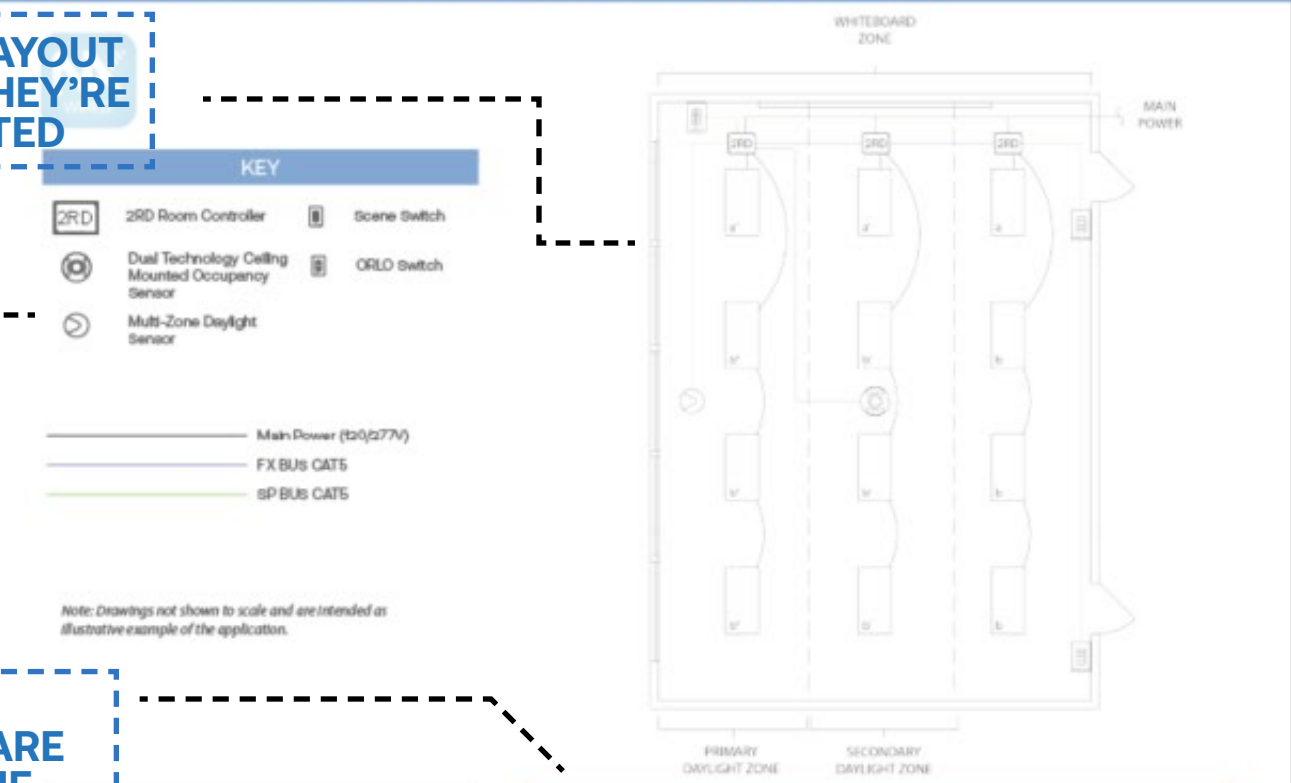 AYOUT
HEY'RE
TED
KEY
2RD
2RD Room Controller
Scene Switch
Dual Technology Ceiling
Mounted Occupancy
Sensor
ORLO Switch
Multi-Zone Daylight
Sensor
Main Power (120/277V)
FX BUS CAT5
SP BUS CAT5
Note: Drawings not shown to scale and are intended as
illustrative example of the application.
ARE
WHITEBOARD
ZONE
MAIN
POWER
2RD
2RD
2RD
a'
a'
a
b'
b'
b
b'
b'
b
b'
b'
b
PRIMARY
DAYLIGHT ZONE
SECONDARY
DAYLIGHT ZONE